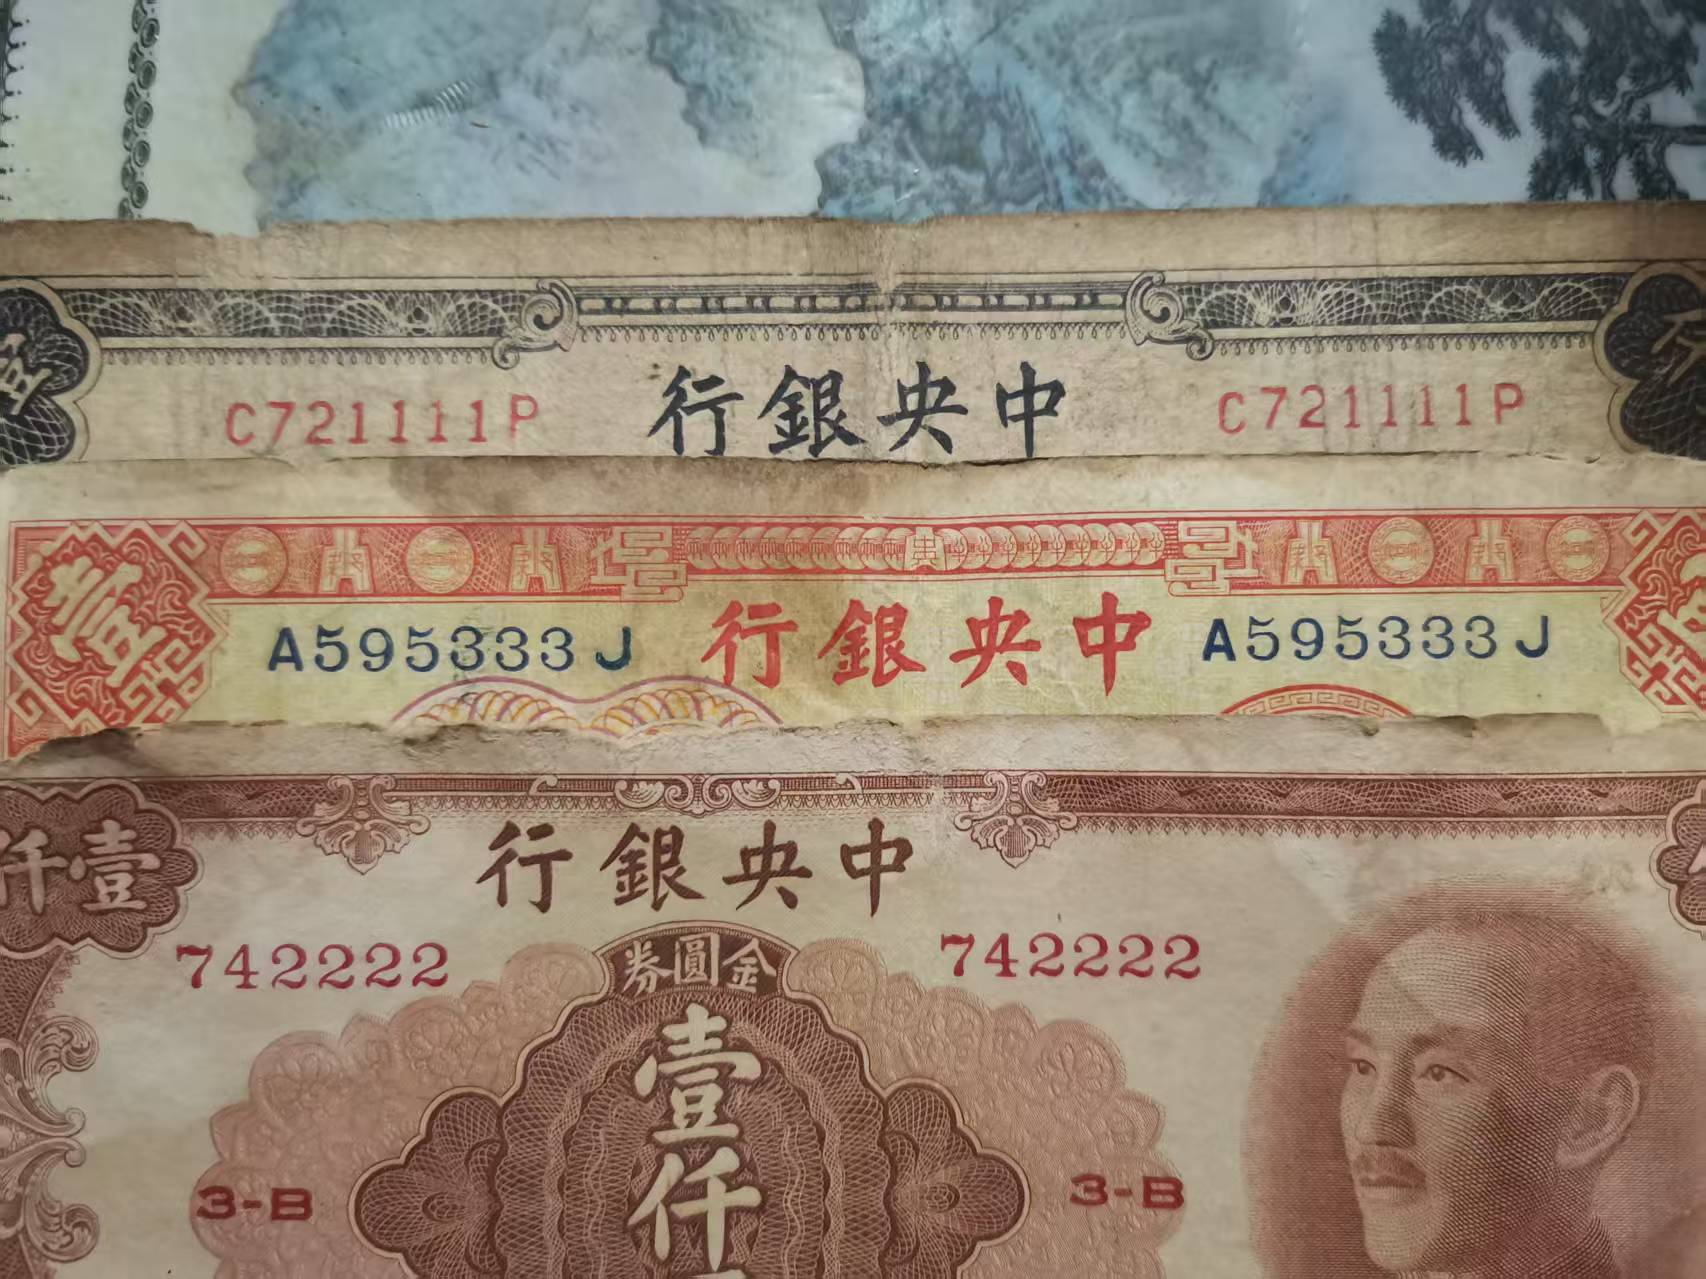 C721111P 行銀央中 C721111P
壹
A595333J 行銀央中 A595333J
仟壹
行銀央中
742222 742222
券圓金
壹
仟
3-B 3-B